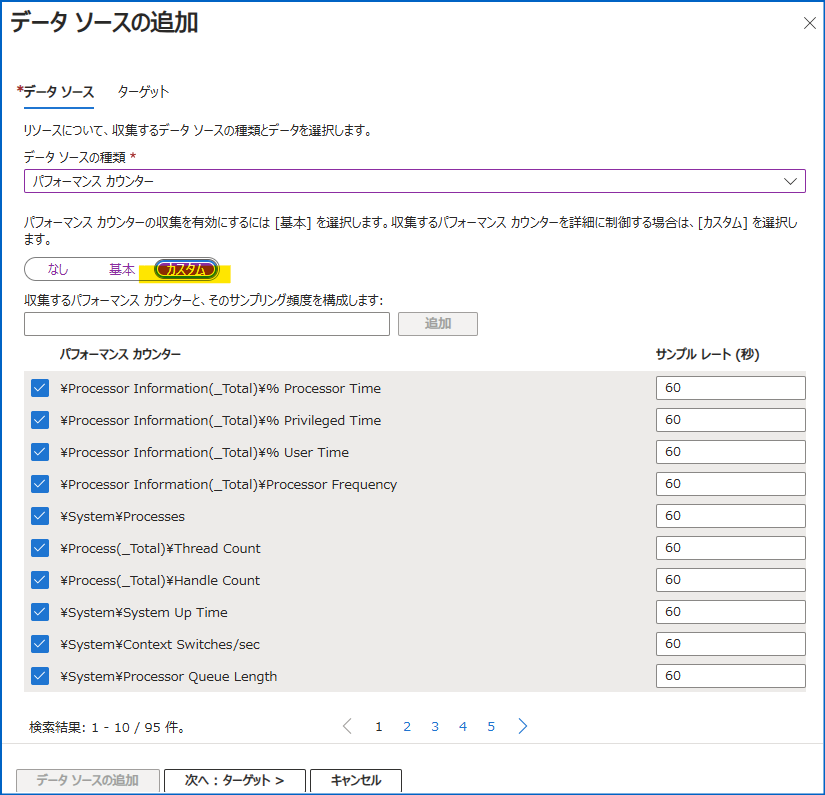 データ ソースの追加
*データ ソース ターゲット
リソースについて、収集するデータ ソースの種類とデータを選択します。
データ ソースの種類 *
パフォーマンス カウンター
パフォーマンス カウンターの収集を有効にするには [基本] を選択します。収集するパフォーマンス カウンターを詳細に制御する場合は、[カスタム] を選択し
ます。
なし 基本 カスタム
収集するパフォーマンス カウンターと、そのサンプリング頻度を構成します:
追加
パフォーマンス カウンター サンプル レート (秒)
¥Processor Information(_Total)¥% Processor Time 60
¥Processor Information(_Total)¥% Privileged Time 60
¥Processor Information(_Total)¥% User Time 60
¥Processor Information(_Total)¥Processor Frequency 60
¥System¥Processes 60
¥Process(_Total)¥Thread Count 60
¥Process(_Total)¥Handle Count 60
¥System¥System Up Time 60
¥System¥Context Switches/sec 60
¥System¥Processor Queue Length 60
検索結果: 1 - 10 / 95 件。 1 2 3 4 5
データ ソースの追加 次へ : ターゲット > キャンセル